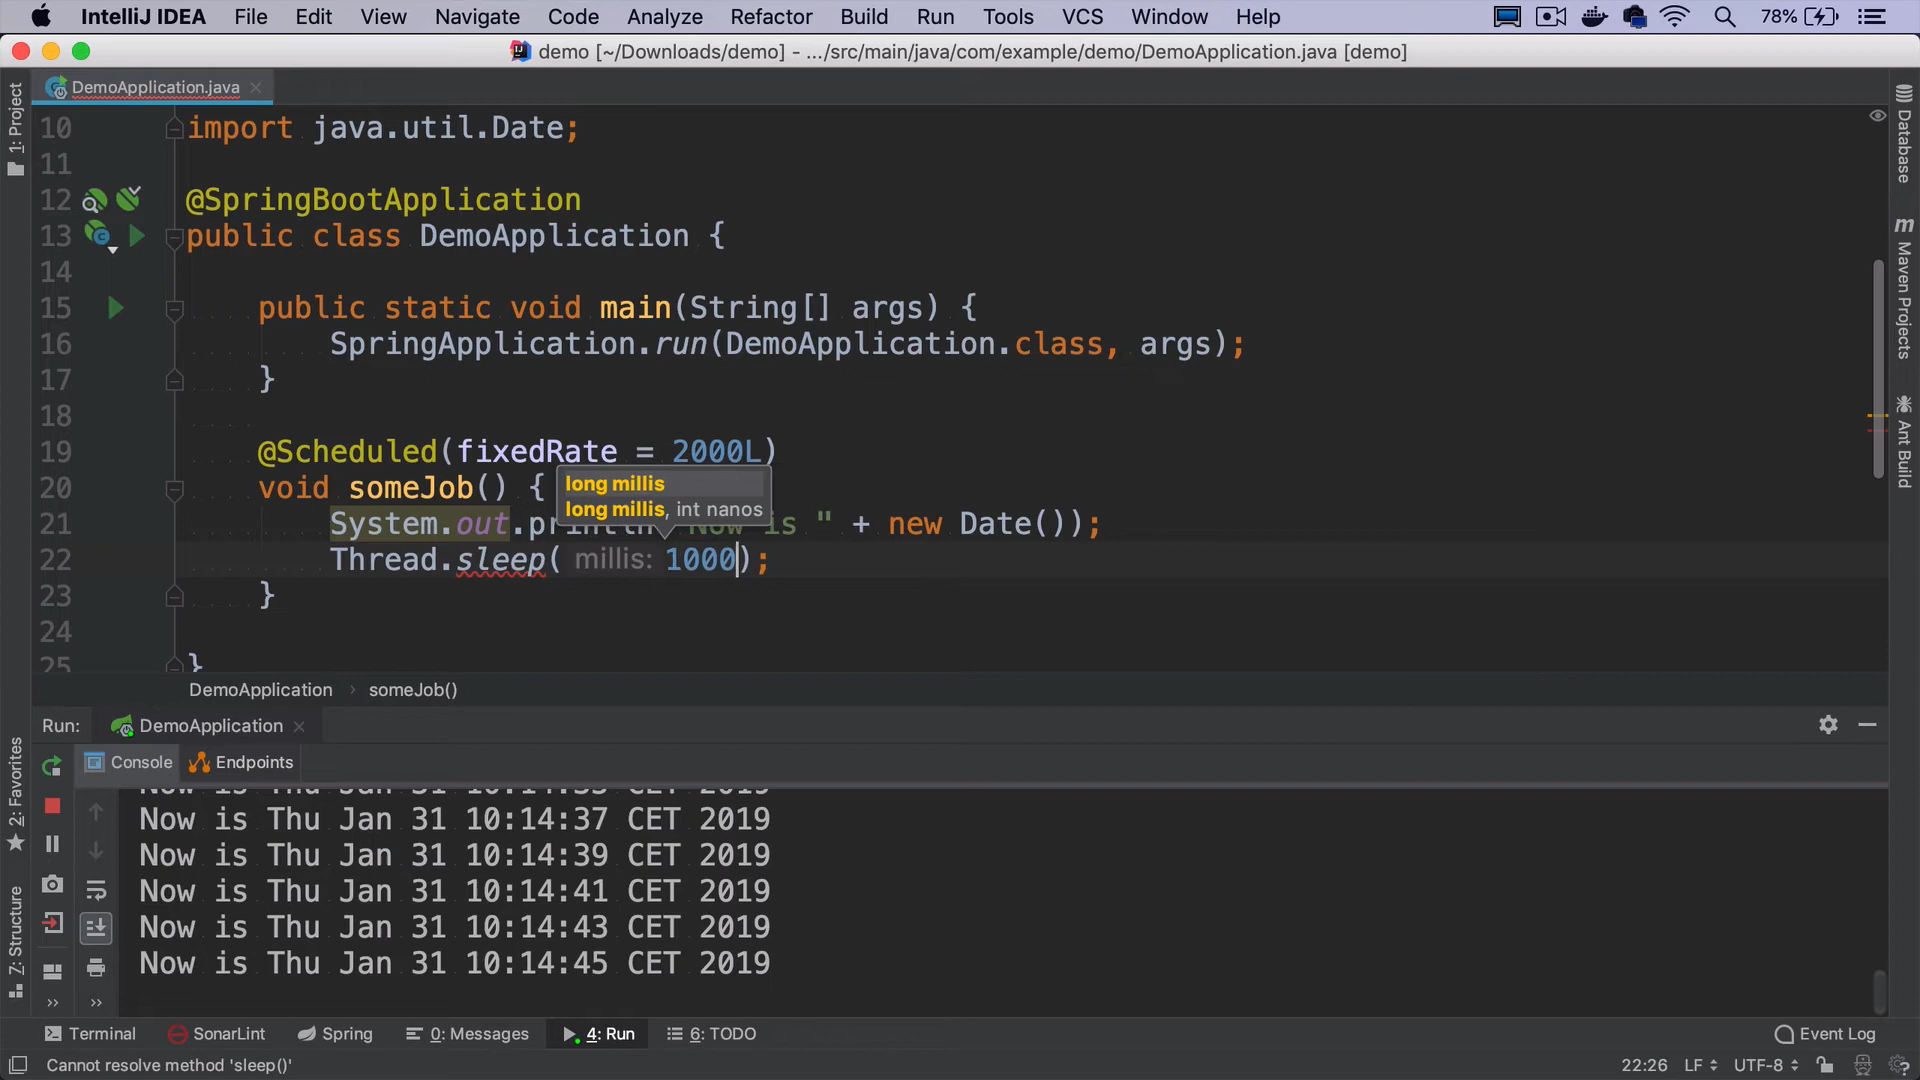 IntelliJ IDEA File Edit View Navigate Code Analyze Refactor Build Run Tools VCS Window Help 78%
demo [~/Downloads/demo] - .../src/main/java/com/example/demo/DemoApplication.java [demo]
1: Project
DemoApplication.java
Database
Maven Projects
Ant Build
10 import java.util.Date;
11
12 @SpringBootApplication
13 public class DemoApplication {
14
15 public static void main(String[] args) {
16 SpringApplication.run(DemoApplication.class, args);
17 }
18
19 @Scheduled(fixedRate = 2000L)
20 void someJob() {
long millis
long millis, int nanos
21 System.out.println("Now is " + new Date());
22 Thread.sleep( millis: 1000);
23 }
24
25 }
DemoApplication › someJob()
Run: DemoApplication
Console Endpoints
2: Favorites
Z: Structure
Now is Thu Jan 31 10:14:37 CET 2019
Now is Thu Jan 31 10:14:39 CET 2019
Now is Thu Jan 31 10:14:41 CET 2019
Now is Thu Jan 31 10:14:43 CET 2019
Now is Thu Jan 31 10:14:45 CET 2019
Terminal SonarLint Spring 0: Messages 4: Run 6: TODO Event Log
Cannot resolve method 'sleep()' 22:26 LF UTF-8